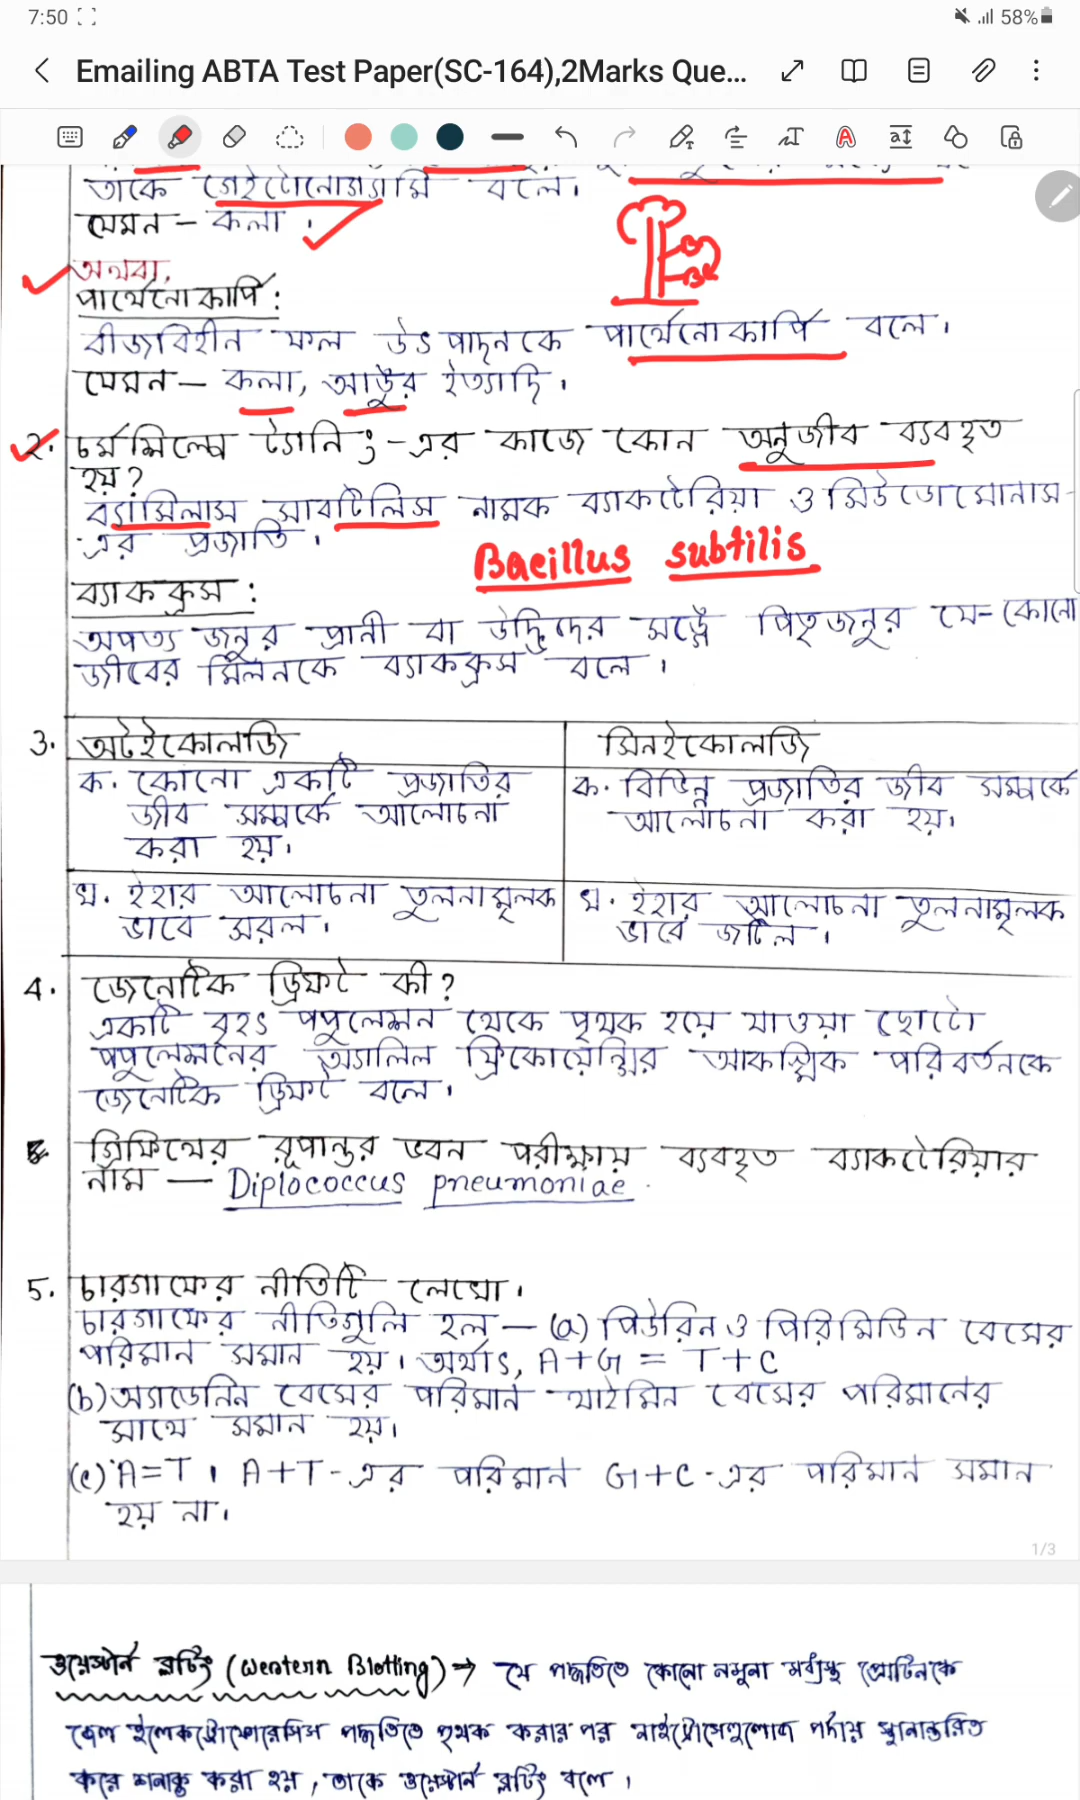 7:50
58%
Emailing ABTA Test Paper(SC-164),2Marks Que...
তাকে গেইটোনোগ্যামি বলে।
যেমন – কলা।
অথবা,
পার্থেনোকার্পি :
বীজবিহীন ফল উৎপাদনকে পার্থেনোকার্পি বলে।
যেমন – কলা, আঙুর ইত্যাদি।
২. চর্মশিল্পে ট্যানিং-এর কাজে কোন অনুজীব ব্যবহৃত
হয়?
ব্যাসিলাস সাবটিলিস নামক ব্যাকটেরিয়া ও সিউডোমোনাস-
এর প্রজাতি।
Bacillus subtilis
ব্যাকক্রস :
অপত্য জনুর প্রানী বা উদ্ভিদের সঙ্গে পিতৃজনুর যে-কোনো
জীবের মিলনকে ব্যাকক্রস বলে।
3. অটইকোলজি সিনইকোলজি
ক. কোনো একটি প্রজাতির
জীব সম্পর্কে আলোচনা
করা হয়।
ক. বিভিন্ন প্রজাতির জীব সম্পর্কে
আলোচনা করা হয়।
খ. ইহার আলোচনা তুলনামূলক
ভাবে সরল।
খ. ইহার আলোচনা তুলনামূলক
ভাবে জটিল।
4. জেনেটিক ড্রিফট কী?
একটি বৃহৎ পপুলেশন থেকে পৃথক হয়ে যাওয়া ছোটো
পপুলেশনের অ্যালিল ফ্রিকোয়েন্সির আকস্মিক পরিবর্তনকে
জেনেটিক ড্রিফট বলে।
গ্রিফিথের রূপান্তর ভবন পরীক্ষায় ব্যবহৃত ব্যাকটেরিয়ার
নাম — Diplococcus pneumoniae.
5. চারগাফের নীতিটি লেখো।
চারগাফের নীতিগুলি হল – (a) পিউরিন ও পিরিমিডিন বেসের
পরিমান সমান হয়। অর্থাৎ, A+G = T+C
(b) অ্যাডেনিন বেসের পরিমান থাইমিন বেসের পরিমানের
সাথে সমান হয়।
(c) A=T। A+T-এর পরিমান G+C-এর পরিমান সমান
হয় না।
1/3
ওয়েস্টার্ন ব্লটিং (Western Blotting) → যে পদ্ধতিতে কোনো নমুনা মধ্যস্থ প্রোটিনকে
জেল ইলেকট্রোফোরেসিস পদ্ধতিতে পৃথক করার পর নাইট্রোসেলুলোজ পর্দায় স্থানান্তরিত
করে শনাক্ত করা হয়, তাকে ওয়েস্টার্ন ব্লটিং বলে।